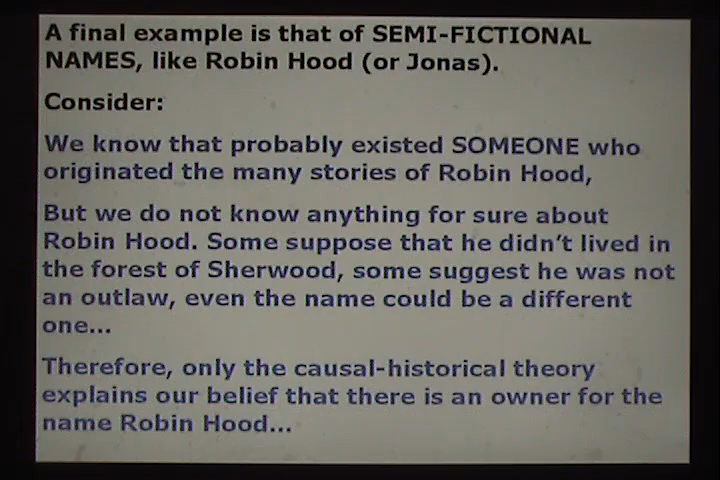 A final example is that of SEMI-FICTIONAL
NAMES, like Robin Hood (or Jonas).
Consider:
We know that probably existed SOMEONE who
originated the many stories of Robin Hood,
But we do not know anything for sure about
Robin Hood. Some suppose that he didn't lived in
the forest of Sherwood, some suggest he was not
an outlaw, even the name could be a different
one...
Therefore, only the causal-historical theory
explains our belief that there is an owner for the
name Robin Hood...